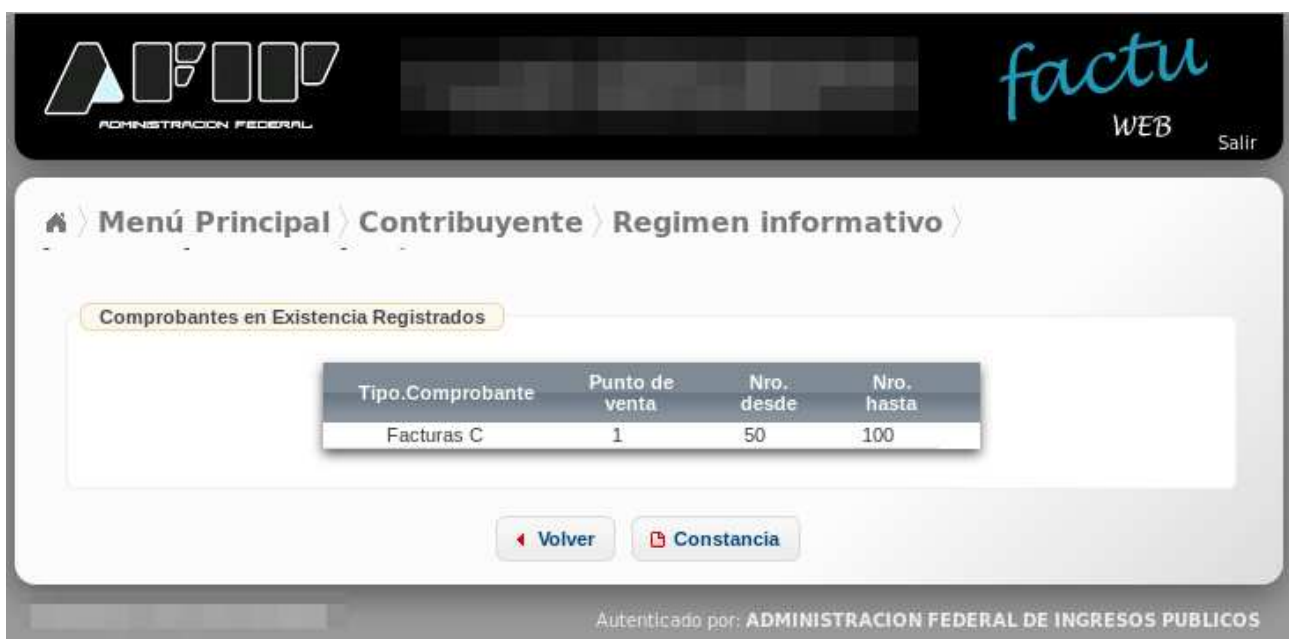 AFIP
ADMINISTRACION FEDERAL
factu
WEB
Salir
Menú Principal
Contribuyente
Regimen informativo
Comprobantes en Existencia Registrados
Tipo.Comprobante Punto de venta Nro. desde Nro. hasta
Facturas C 1 50 100
Volver
Constancia
Autenticado por: ADMINISTRACION FEDERAL DE INGRESOS PUBLICOS